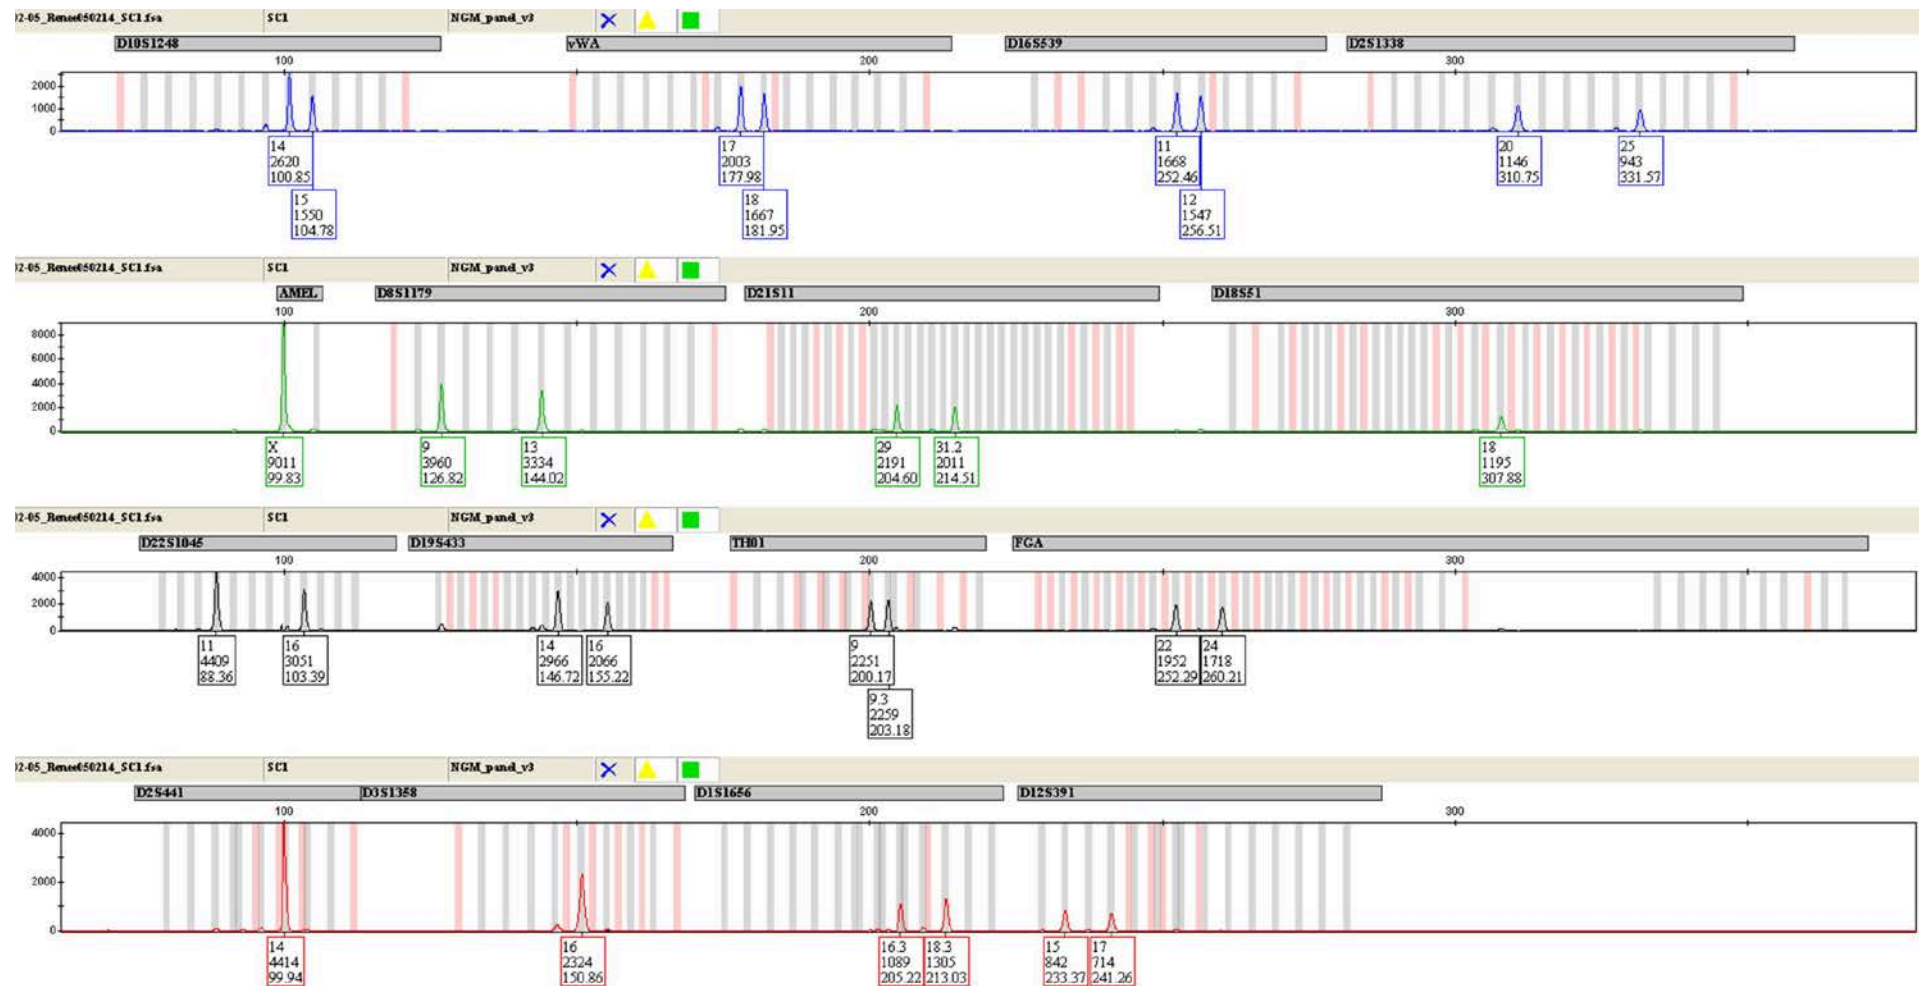 02-05_Renee050214_SC1.fsa SC1 NGM_panel_v3
D10S1248 vWA D16S539 D2S1338
100 200 300
2000
1000
0
14 17 11 20 25
2620 2003 1668 1146 943
100.85 177.98 252.46 310.75 331.57
15 18 12
1550 1667 1547
104.78 181.95 256.51
02-05_Renee050214_SC1.fsa SC1 NGM_panel_v3
AMEL D8S1179 D21S11 D18S51
100 200 300
8000
6000
4000
2000
0
X 9 13 29 31.2 18
9011 3960 3334 2191 2011 1195
99.83 126.82 144.02 204.60 214.51 307.88
02-05_Renee050214_SC1.fsa SC1 NGM_panel_v3
D22S1045 D19S433 TH01 FGA
100 200 300
4000
2000
0
11 16 14 16 9 22 24
4409 3051 2966 2066 2251 1952 1718
88.36 103.39 146.72 155.22 200.17 252.29 260.21
9.3
2259
203.18
02-05_Renee050214_SC1.fsa SC1 NGM_panel_v3
D2S441 D3S1358 D1S1656 D12S391
100 200 300
4000
2000
0
14 16 16.3 18.3 15 17
4414 2324 1089 1305 842 714
99.94 150.86 205.22 213.03 233.37 241.26